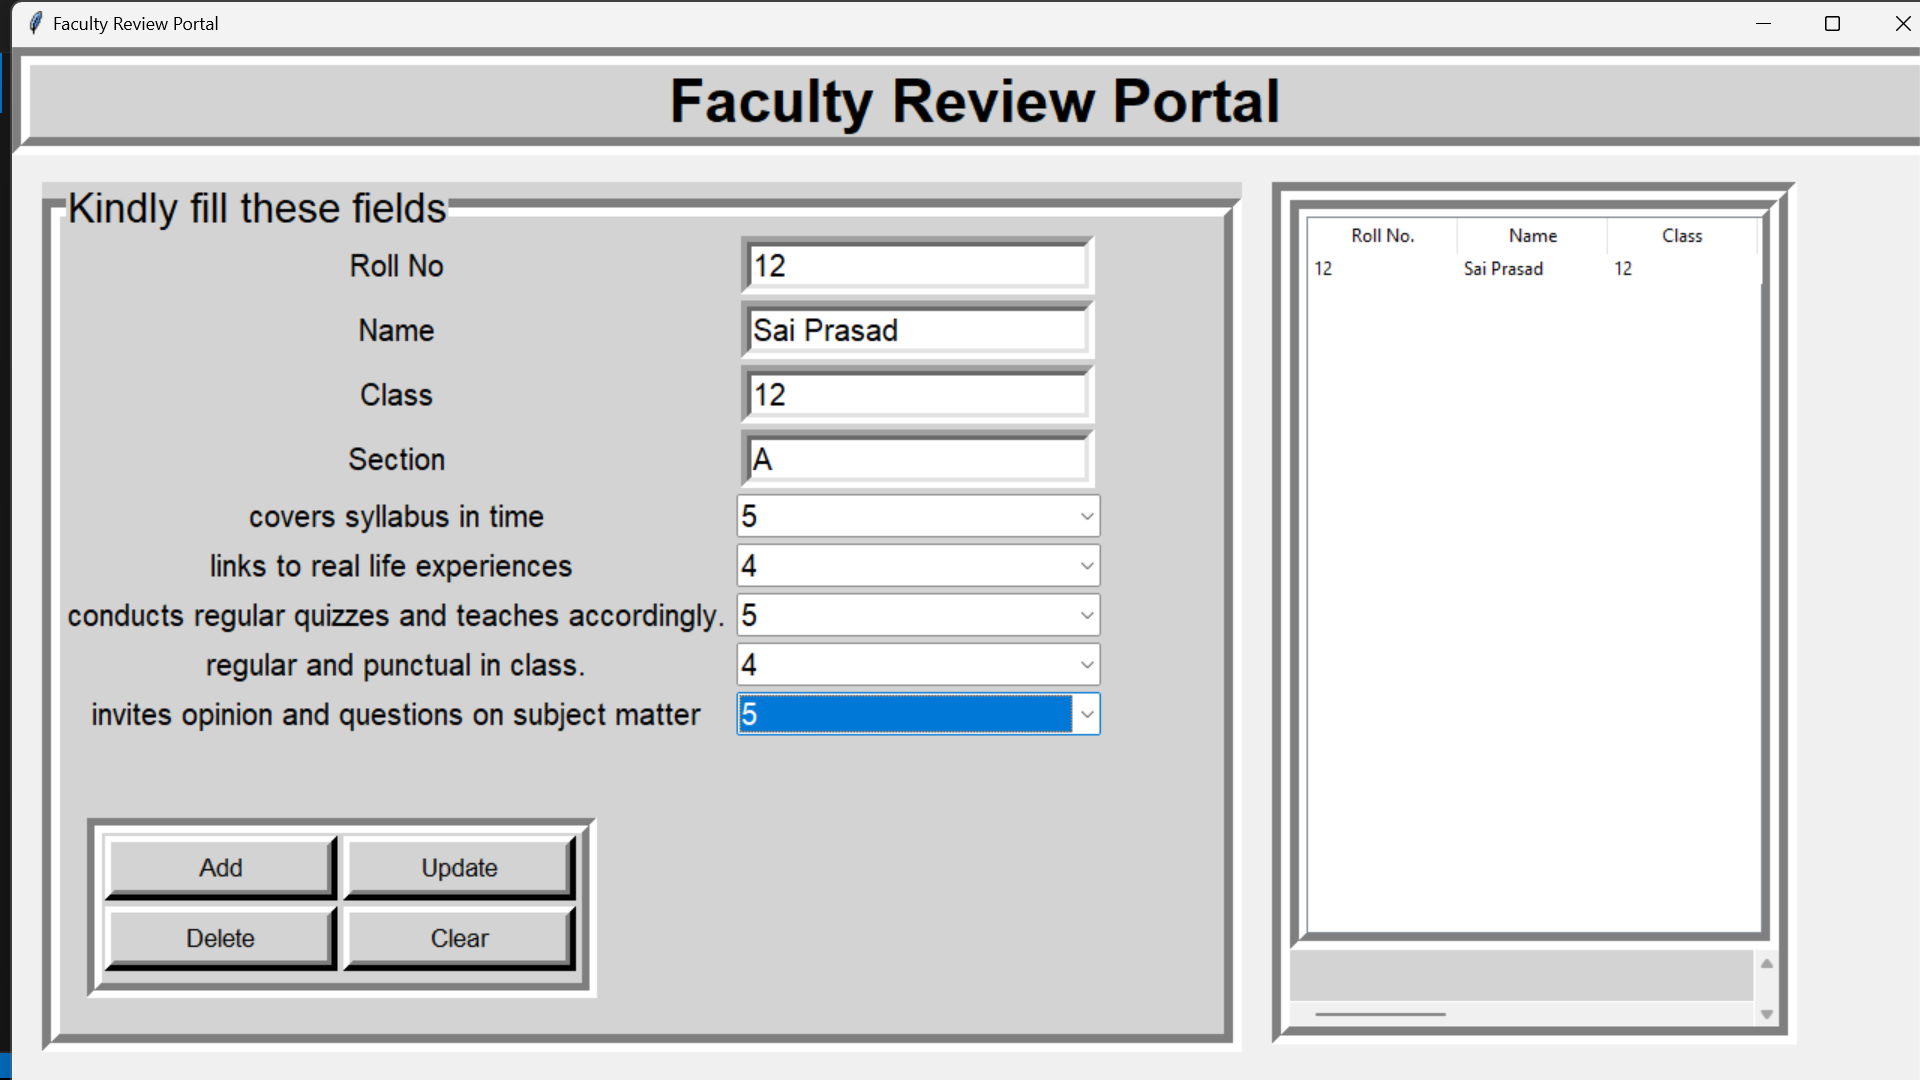 Faculty Review Portal
Faculty Review Portal
Kindly fill these fields
Roll No 12
Name Sai Prasad
Class 12
Section A
covers syllabus in time 5
links to real life experiences 4
conducts regular quizzes and teaches accordingly. 5
regular and punctual in class. 4
invites opinion and questions on subject matter 5
Add Update
Delete Clear
Roll No. Name Class
12 Sai Prasad 12